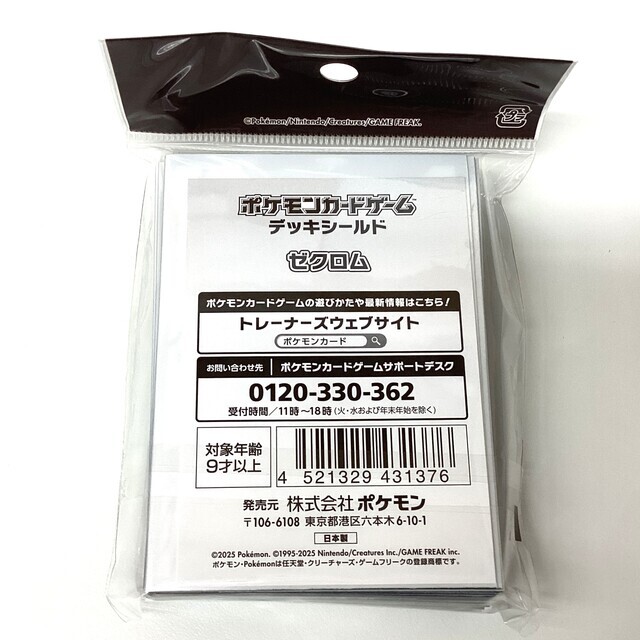 ©Pokémon/Nintendo/Creatures/GAME FREAK.
プラ
ポケモンカードゲーム
デッキシールド
ゼクロム
ポケモンカードゲームの遊びかたや最新情報はこちら!
トレーナーズウェブサイト
ポケモンカード
お問い合わせ先 ポケモンカードゲームサポートデスク
0120-330-362
受付時間/11時~18時(火・水および年末年始を除く)
対象年齢
9才以上
4 521329 431376
発売元 株式会社ポケモン
〒106-6108 東京都港区六本木6-10-1
日本製
©2025 Pokémon. ©1995-2025 Nintendo/Creatures Inc./GAME FREAK inc.
ポケモン・Pokémonは任天堂・クリーチャーズ・ゲームフリークの登録商標です。